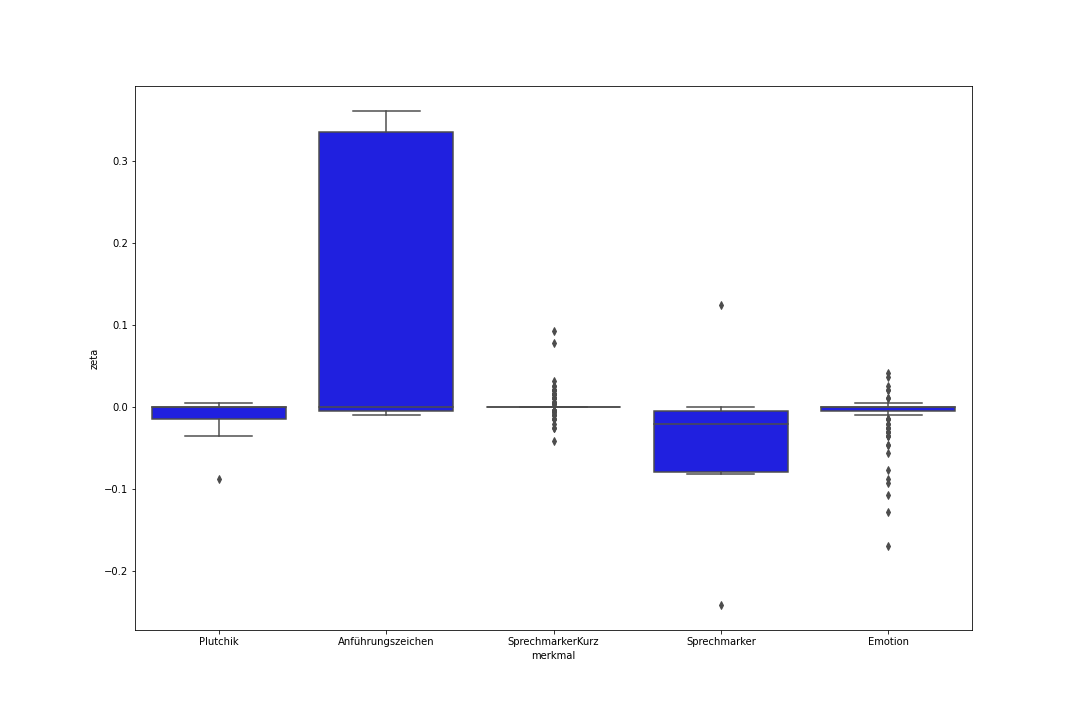 0.3
0.2
0.1
0.0
−0.1
−0.2
zeta
Plutchik Anführungszeichen SprechmarkerKurz Sprechmarker Emotion
merkmal